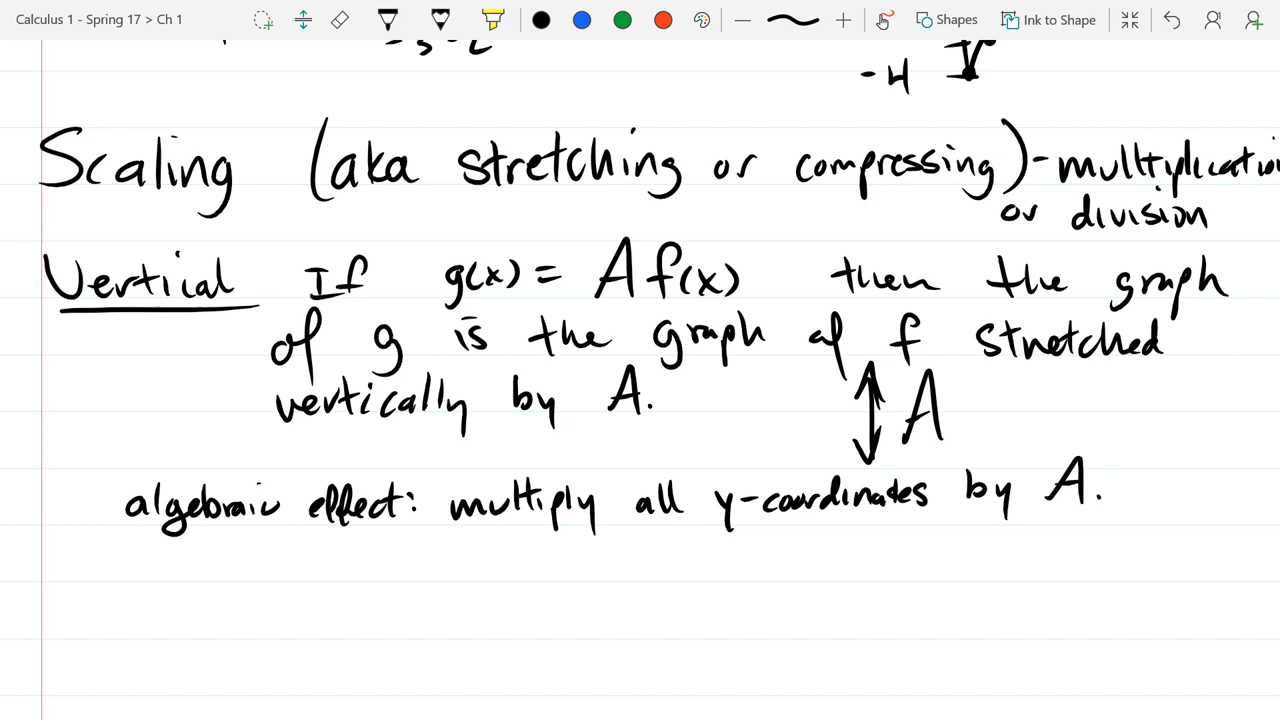 Calculus 1 - Spring 17 > Ch 1
Shapes
Ink to Shape
-3 -2
-4
Scaling (aka stretching or compressing) - multiplication
or division
Vertical If g(x) = A f(x) then the graph
of g is the graph of f stretched
vertically by A.
A
algebraic effect: multiply all y-coordinates by A.